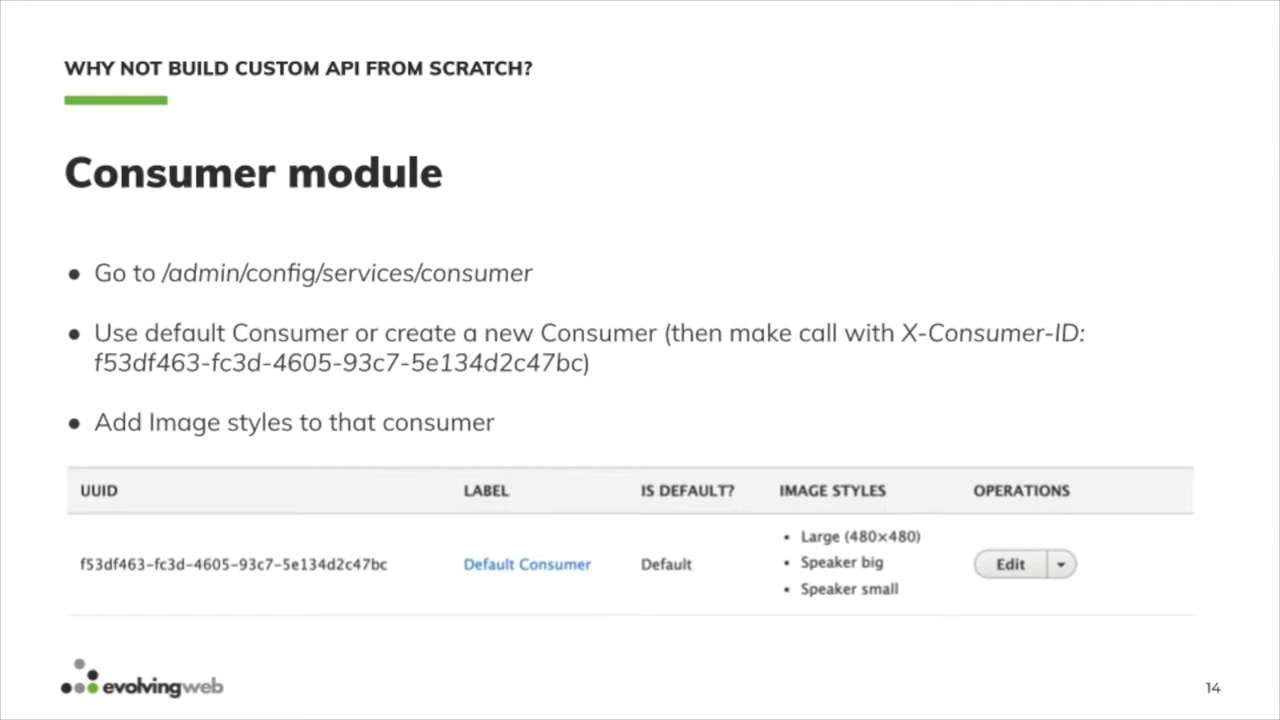 WHY NOT BUILD CUSTOM API FROM SCRATCH?
Consumer module
● Go to /admin/config/services/consumer
● Use default Consumer or create a new Consumer (then make call with X-Consumer-ID:
f53df463-fc3d-4605-93c7-5e134d2c47bc)
● Add Image styles to that consumer
UUID LABEL IS DEFAULT? IMAGE STYLES OPERATIONS
f53df463-fc3d-4605-93c7-5e134d2c47bc Default Consumer Default
• Large (480×480)
• Speaker big
• Speaker small
Edit
evolvingweb
14